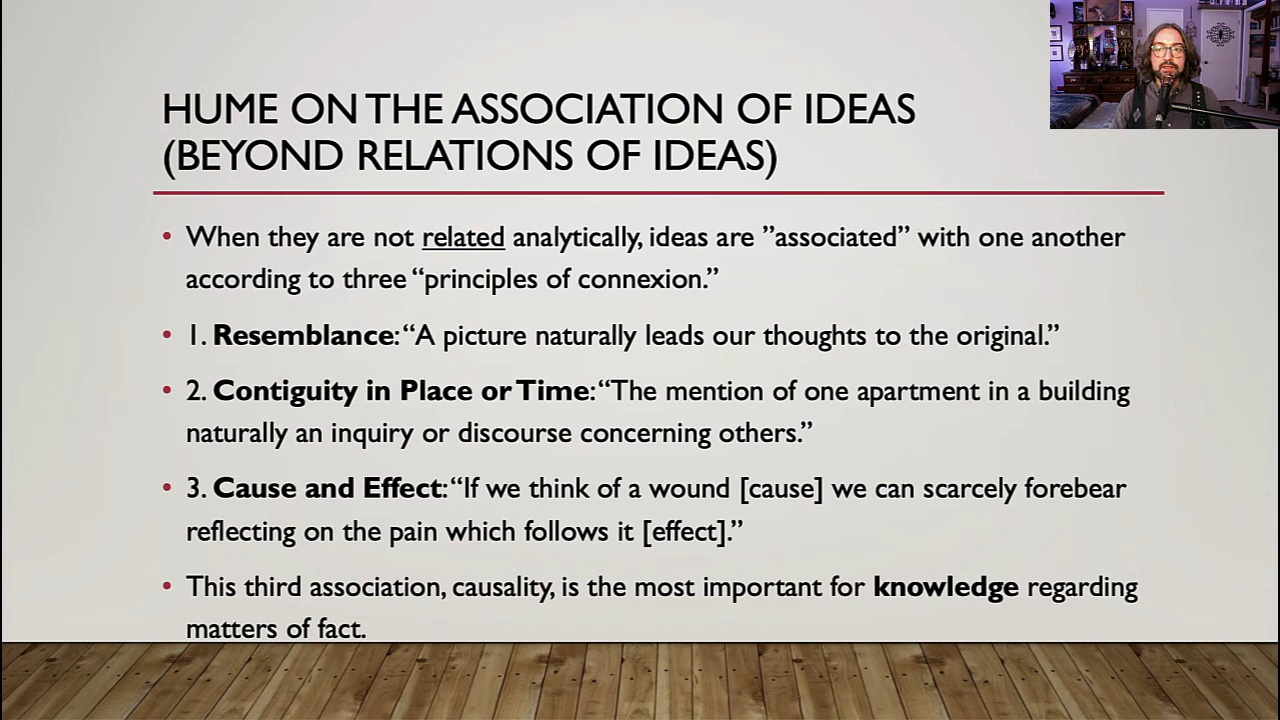 HUME ON THE ASSOCIATION OF IDEAS
(BEYOND RELATIONS OF IDEAS)
• When they are not related analytically, ideas are ”associated” with one another
according to three “principles of connexion.”
• 1. Resemblance: “A picture naturally leads our thoughts to the original.”
• 2. Contiguity in Place or Time: “The mention of one apartment in a building
naturally an inquiry or discourse concerning others.”
• 3. Cause and Effect: “If we think of a wound [cause] we can scarcely forebear
reflecting on the pain which follows it [effect].”
• This third association, causality, is the most important for knowledge regarding
matters of fact.